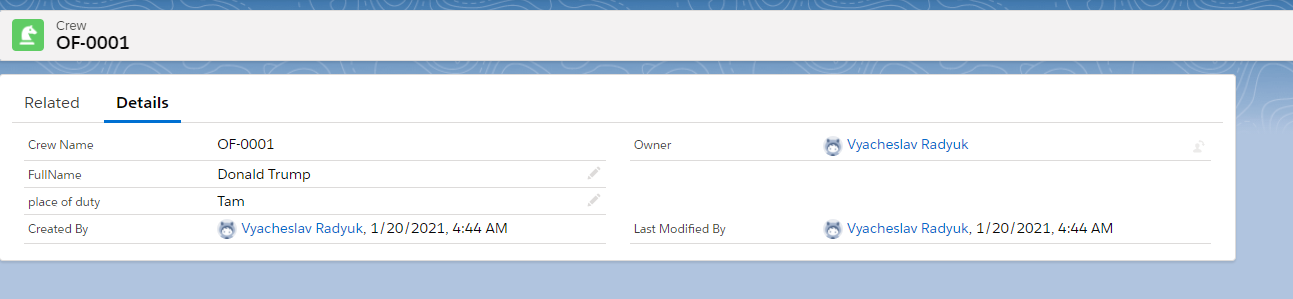 Crew
OF-0001
Related Details
Crew Name OF-0001 Owner Vyacheslav Radyuk
FullName Donald Trump
place of duty Tam
Created By Vyacheslav Radyuk, 1/20/2021, 4:44 AM Last Modified By Vyacheslav Radyuk, 1/20/2021, 4:44 AM